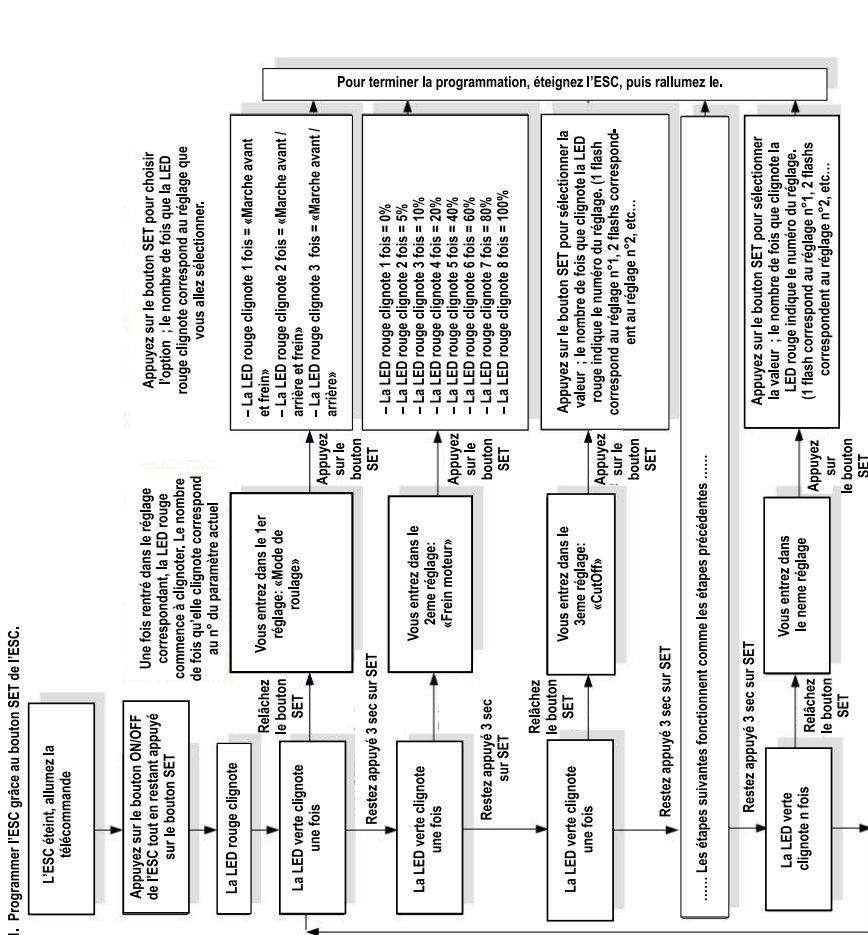 I. Programmer l'ESC grâce au bouton SET de l'ESC.
L'ESC éteint, allumez la
télécommande
Appuyez sur le bouton ON/OFF
de l'ESC tout en restant appuyé
sur le bouton SET
La LED rouge clignote
La LED verte clignote
une fois
Relâchez
le bouton
SET
Une fois rentré dans le réglage
correspondant, la LED rouge
commence à clignoter. Le nombre
de fois qu'elle clignote correspond
au n° du paramètre actuel
Vous entrez dans le 1er
réglage: «Mode de
roulage»
Appuyez
sur le
bouton
SET
Appuyez sur le bouton SET pour choisir
l'option ; le nombre de fois que la LED
rouge clignote correspond au réglage que
vous allez sélectionner.
– La LED rouge clignote 1 fois = «Marche avant
et frein»
– La LED rouge clignote 2 fois = «Marche avant /
arrière et frein»
– La LED rouge clignote 3 fois = «Marche avant /
arrière»
Restez appuyé 3 sec sur SET
La LED verte clignote
une fois
Vous entrez dans le
2eme réglage:
«Frein moteur»
Appuyez
sur le
bouton
SET
– La LED rouge clignote 1 fois = 0%
– La LED rouge clignote 2 fois = 5%
– La LED rouge clignote 3 fois = 10%
– La LED rouge clignote 4 fois = 20%
– La LED rouge clignote 5 fois = 40%
– La LED rouge clignote 6 fois = 60%
– La LED rouge clignote 7 fois = 80%
– La LED rouge clignote 8 fois = 100%
Restez appuyé 3 sec
sur SET
La LED verte clignote
une fois
Relâchez
le bouton
SET
Vous entrez dans le
3eme réglage:
«CutOff»
Appuyez
sur le
bouton
SET
Appuyez sur le bouton SET pour sélectionner la
valeur ; le nombre de fois que clignote la LED
rouge indique le numéro du réglage. (1 flash
correspond au réglage n°1, 2 flashs correspond-
ent au réglage n°2, etc...
Restez appuyé 3 sec sur SET
...... Les étapes suivantes fonctionnent comme les étapes précédentes ......
Restez appuyé 3 sec sur SET
La LED verte
clignote n fois
Relâchez
le bouton
SET
Vous entrez dans
le neme réglage
Appuyez
sur
le bouton
SET
Appuyez sur le bouton SET pour sélectionner
la valeur ; le nombre de fois que clignote la
LED rouge indique le numéro du réglage.
(1 flash correspond au réglage n°1, 2 flashs
correspondent au réglage n°2, etc...
Pour terminer la programmation, éteignez l'ESC, puis rallumez le.